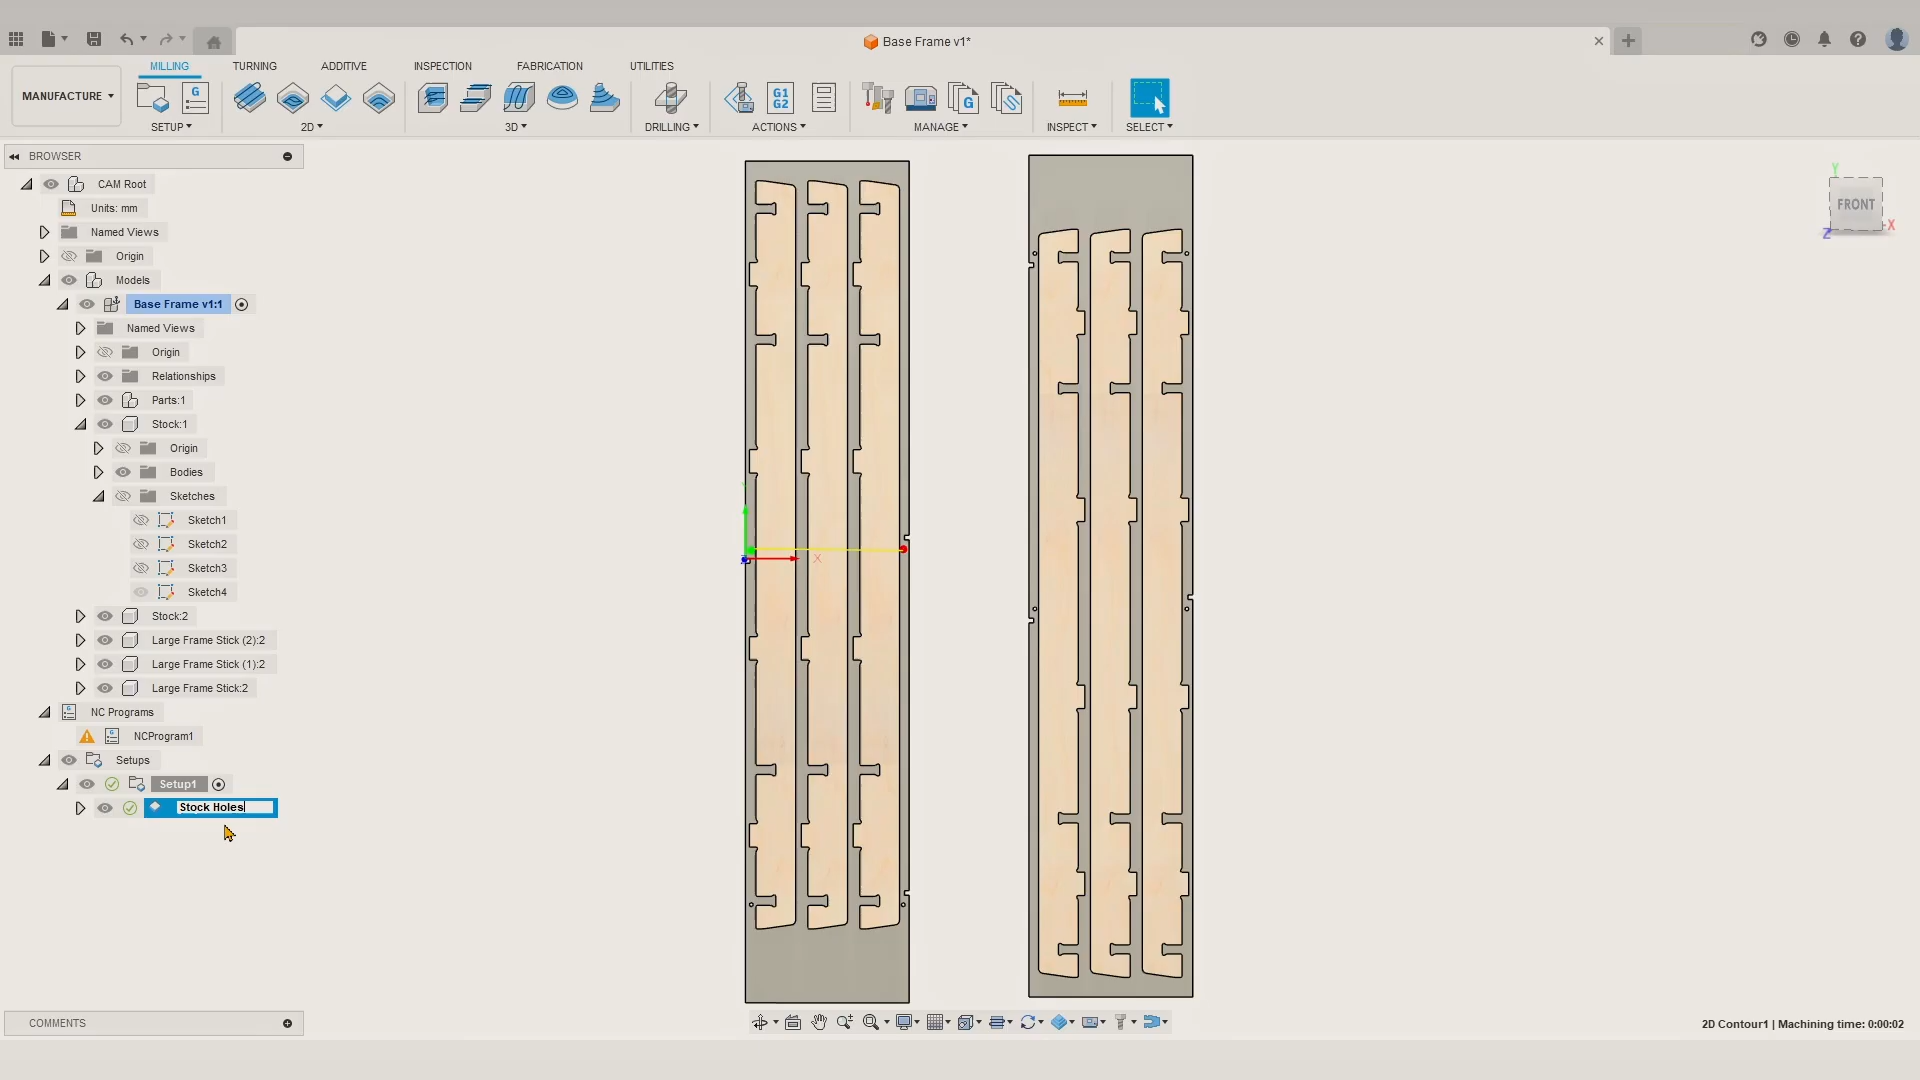 Base Frame v1*
MANUFACTURE
MILLING
TURNING
ADDITIVE
INSPECTION
FABRICATION
UTILITIES
G
G1
G2
G
SETUP
2D
3D
DRILLING
ACTIONS
MANAGE
INSPECT
SELECT
BROWSER
CAM Root
Units: mm
Named Views
Origin
Models
Base Frame v1:1
Named Views
Origin
Relationships
Parts:1
Stock:1
Origin
Bodies
Sketches
Sketch1
Sketch2
Sketch3
Sketch4
Stock:2
Large Frame Stick (2):2
Large Frame Stick (1):2
Large Frame Stick:2
NC Programs
NCProgram1
Setups
Setup1
Stock Holes
Y
FRONT
X
Z
X
COMMENTS
2D Contour1 | Machining time: 0:00:02